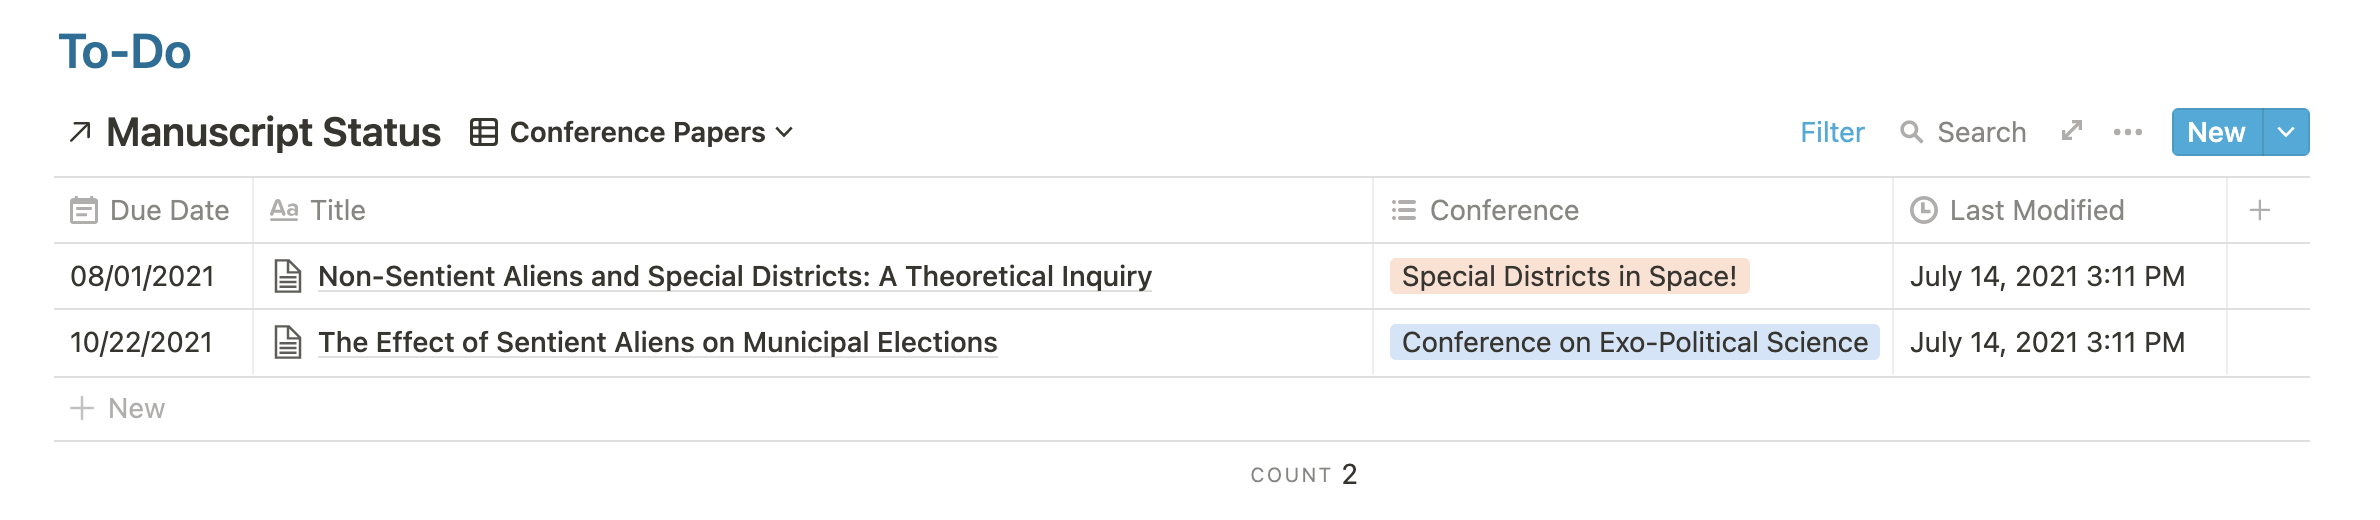 To-Do
Manuscript Status Conference Papers Filter Search New
Due Date Aa Title Conference Last Modified
08/01/2021 Non-Sentient Aliens and Special Districts: A Theoretical Inquiry Special Districts in Space! July 14, 2021 3:11 PM
10/22/2021 The Effect of Sentient Aliens on Municipal Elections Conference on Exo-Political Science July 14, 2021 3:11 PM
+ New
COUNT 2